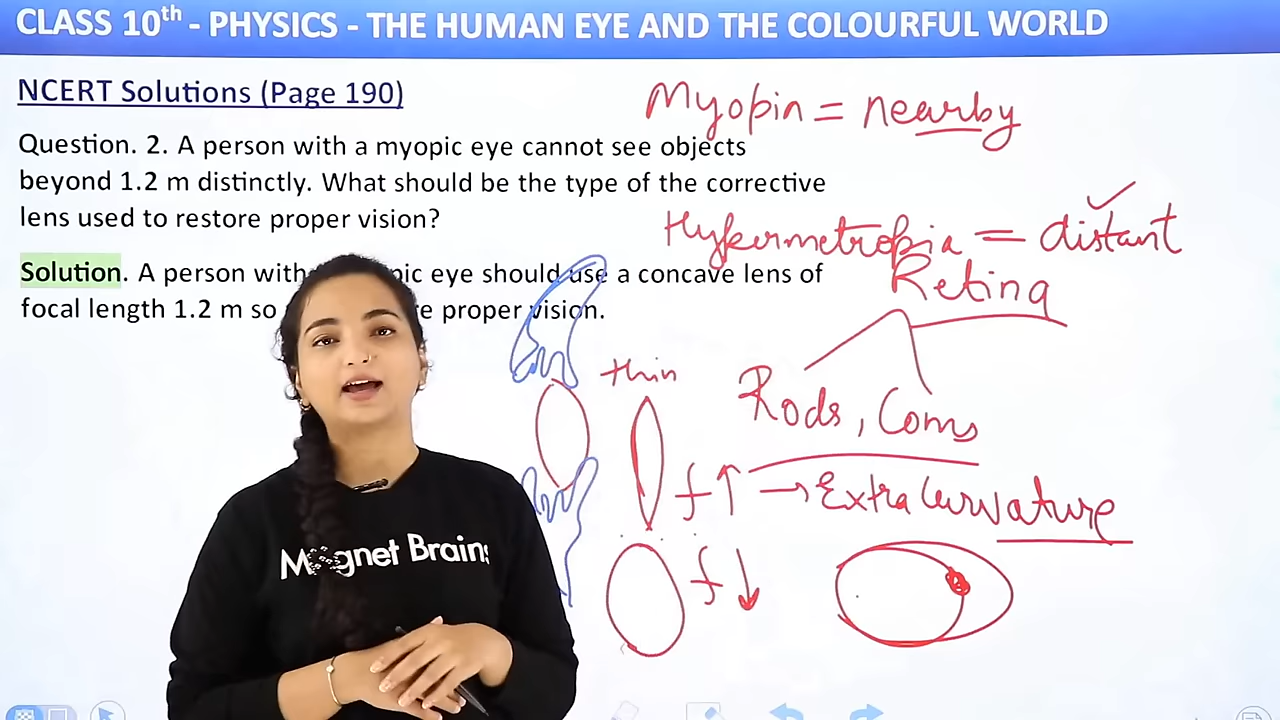 CLASS 10th - PHYSICS - THE HUMAN EYE AND THE COLOURFUL WORLD
NCERT Solutions (Page 190)
Question. 2. A person with a myopic eye cannot see objects
beyond 1.2 m distinctly. What should be the type of the corrective
lens used to restore proper vision?
Solution. A person with pic eye should use a concave lens of
focal length 1.2 m so re proper vision.
Myopin = nearby
Hypermetropia = distant
Retina
thin
Rods, Cons
f↑ → Extra Curvature
f↓
Magnet Brains